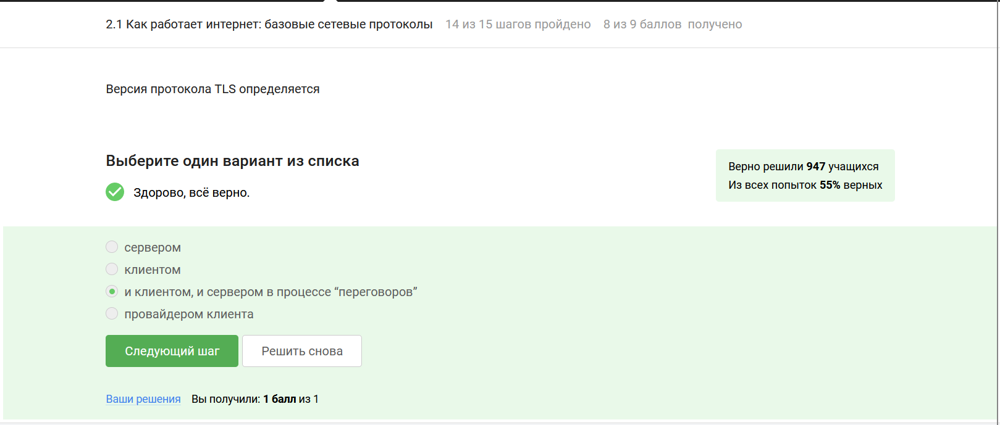 2.1 Как работает интернет: базовые сетевые протоколы 14 из 15 шагов пройдено 8 из 9 баллов получено
Версия протокола TLS определяется
Выберите один вариант из списка
Здорово, всё верно.
Верно решили 947 учащихся
Из всех попыток 55% верных
сервером
клиентом
и клиентом, и сервером в процессе “переговоров”
провайдером клиента
Следующий шаг
Решить снова
Ваши решения Вы получили: 1 балл из 1